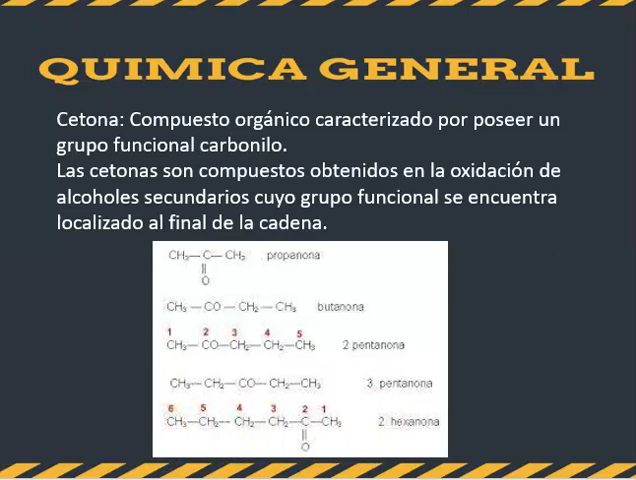 QUIMICA GENERAL
Cetona: Compuesto orgánico caracterizado por poseer un
grupo funcional carbonilo.
Las cetonas son compuestos obtenidos en la oxidación de
alcoholes secundarios cuyo grupo funcional se encuentra
localizado al final de la cadena.
CH₃— C— CH₃ propanona
||
O
CH₃ — CO — CH₂ — CH₃ butanona
1 2 3 4 5
CH₃— CO—CH₂— CH₂—CH₃ 2 pentanona
CH₃— CH₂— CO— CH₂—CH₃ 3 pentanona
6 5 4 3 2 1
CH₃—CH₂— CH₂— CH₂—C—CH₃ 2 hexanona
||
O